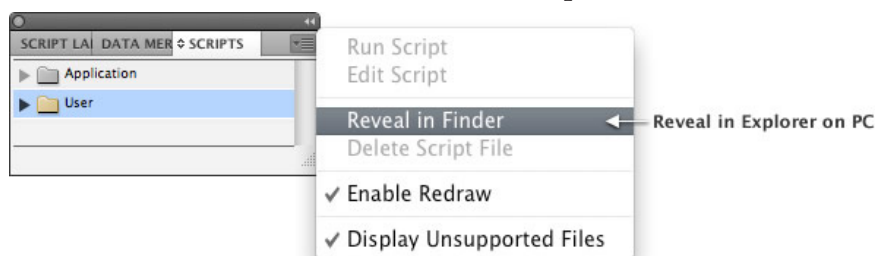 SCRIPT LA DATA MER SCRIPTS
Application
User
Run Script
Edit Script
Reveal in Finder
Reveal in Explorer on PC
Delete Script File
Enable Redraw
Display Unsupported Files